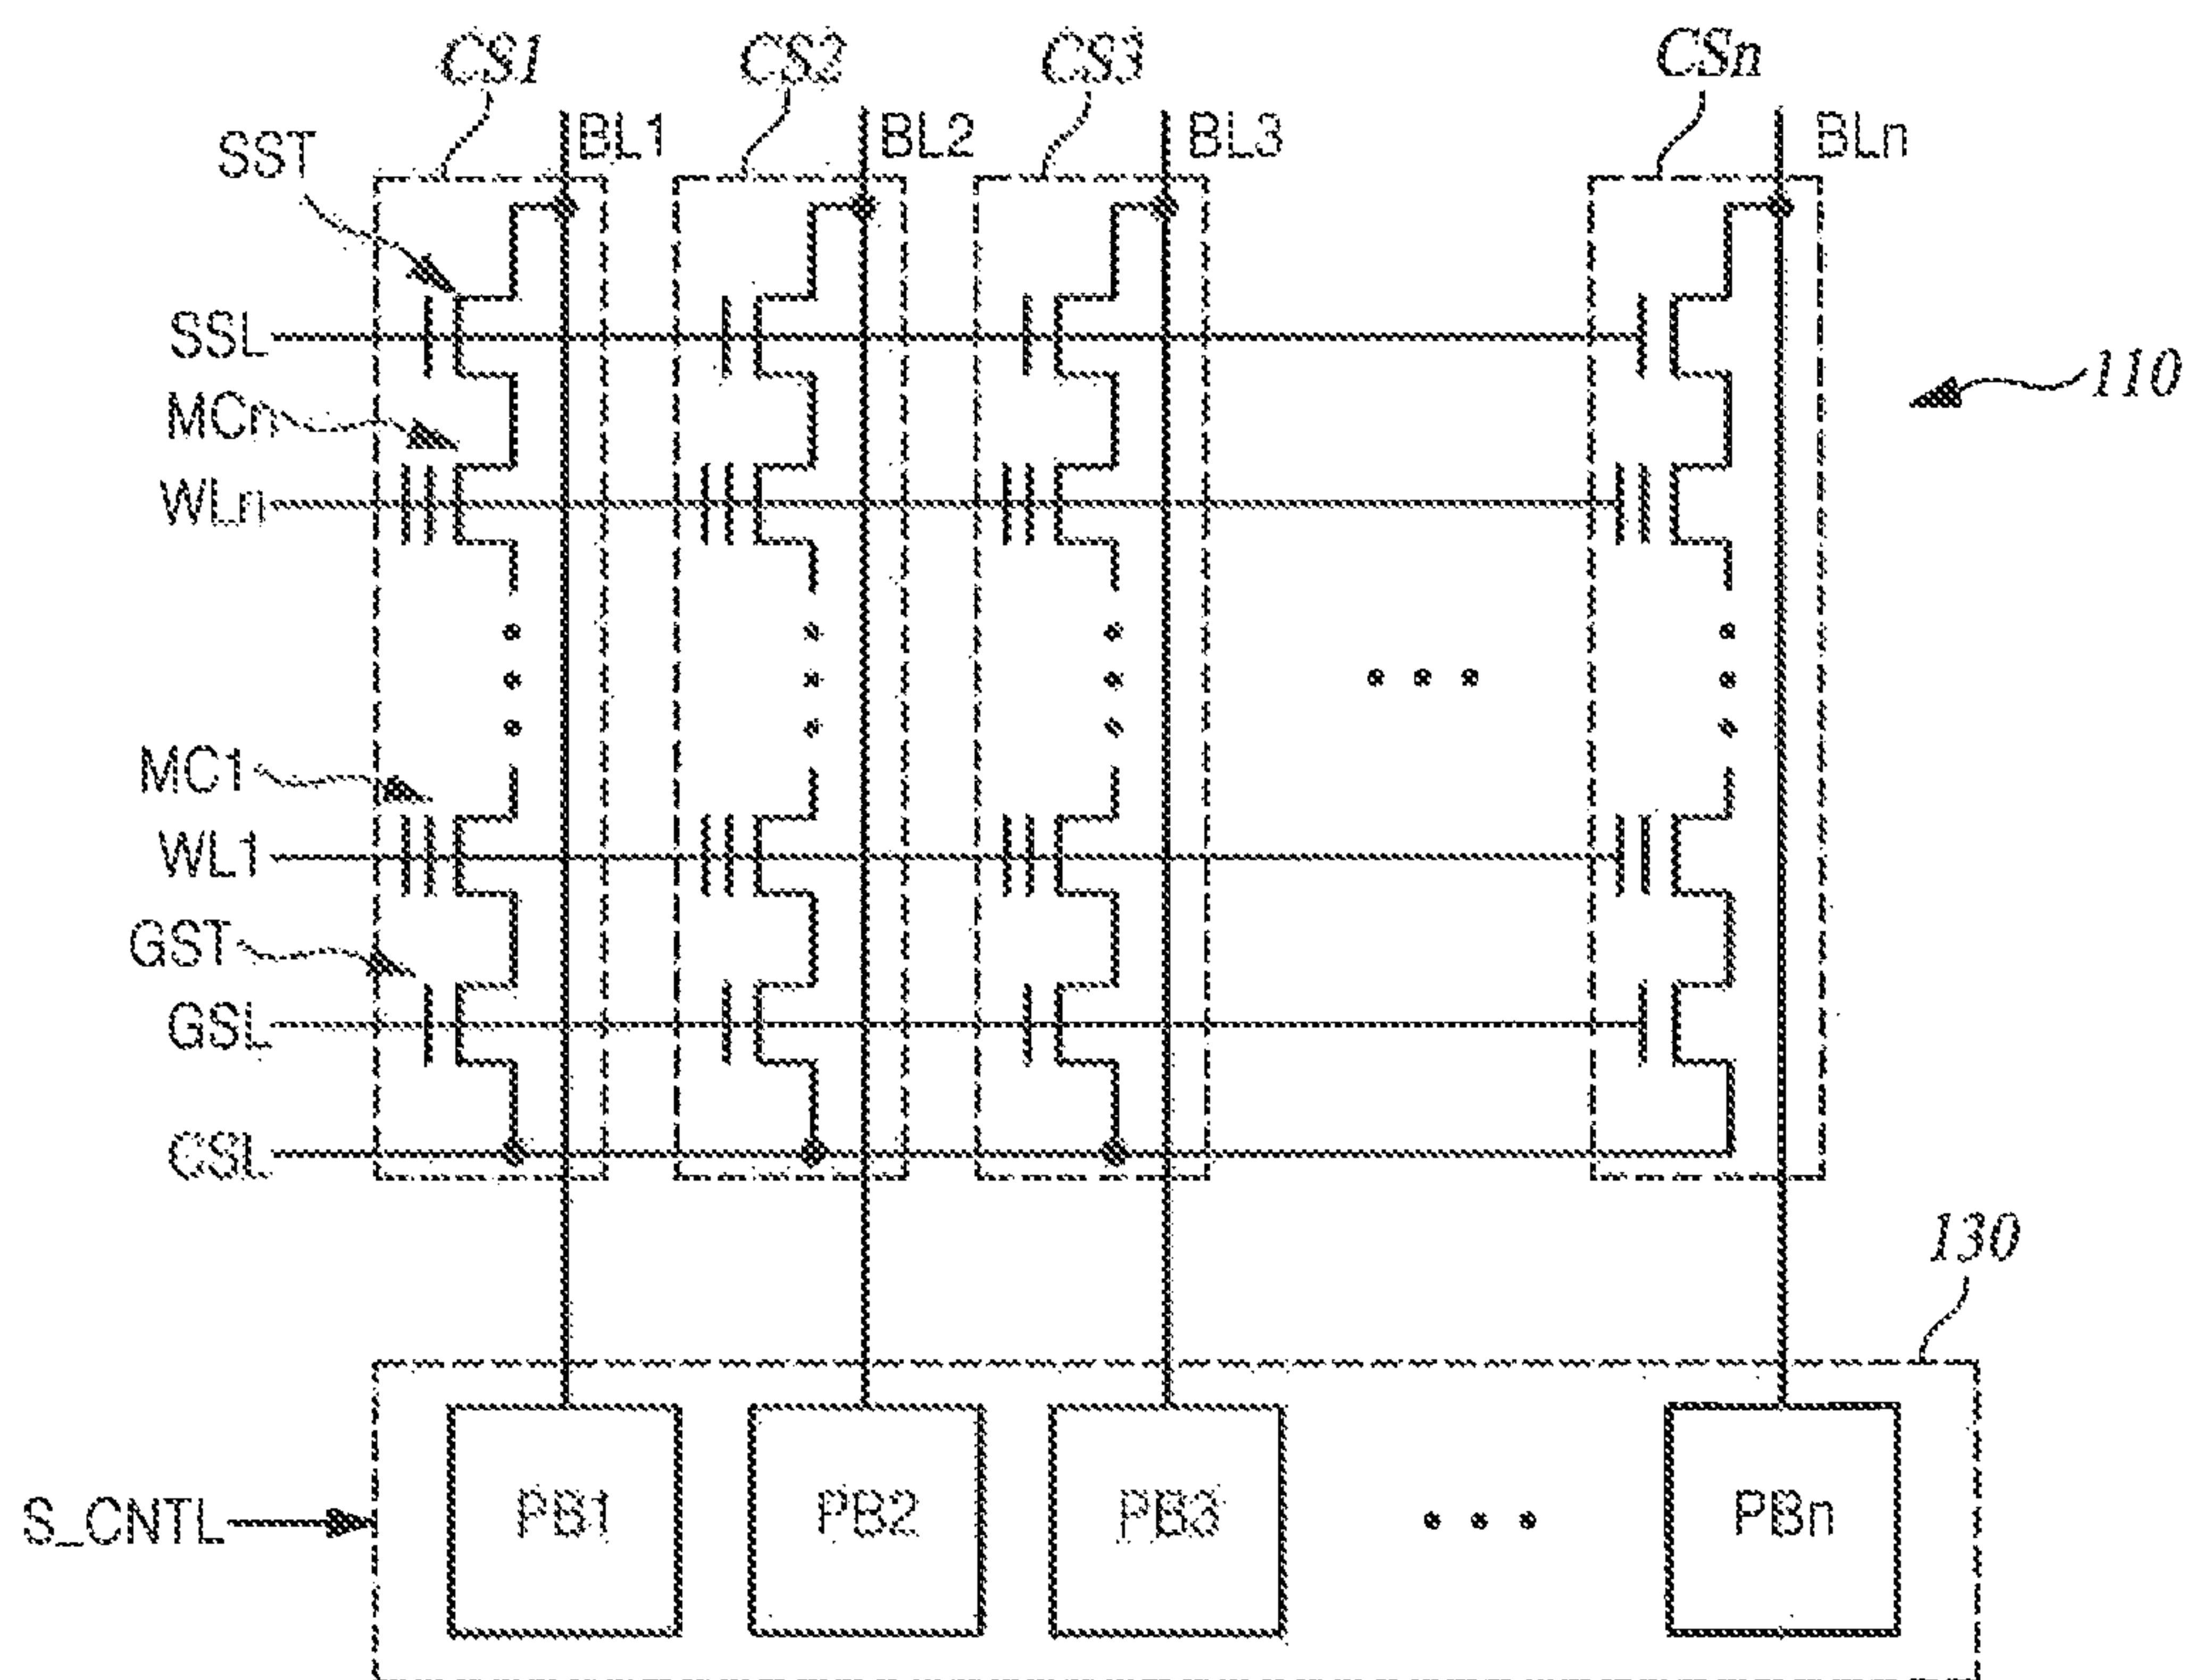 CS1 CS2 CS3 CSn
SST BL1 BL2 BL3 BLn
SSL
110
MCn
WLn
MC1
WL1
GST
GSL
CSL
130
S_CNTL PB1 PB2 PB3 PBn